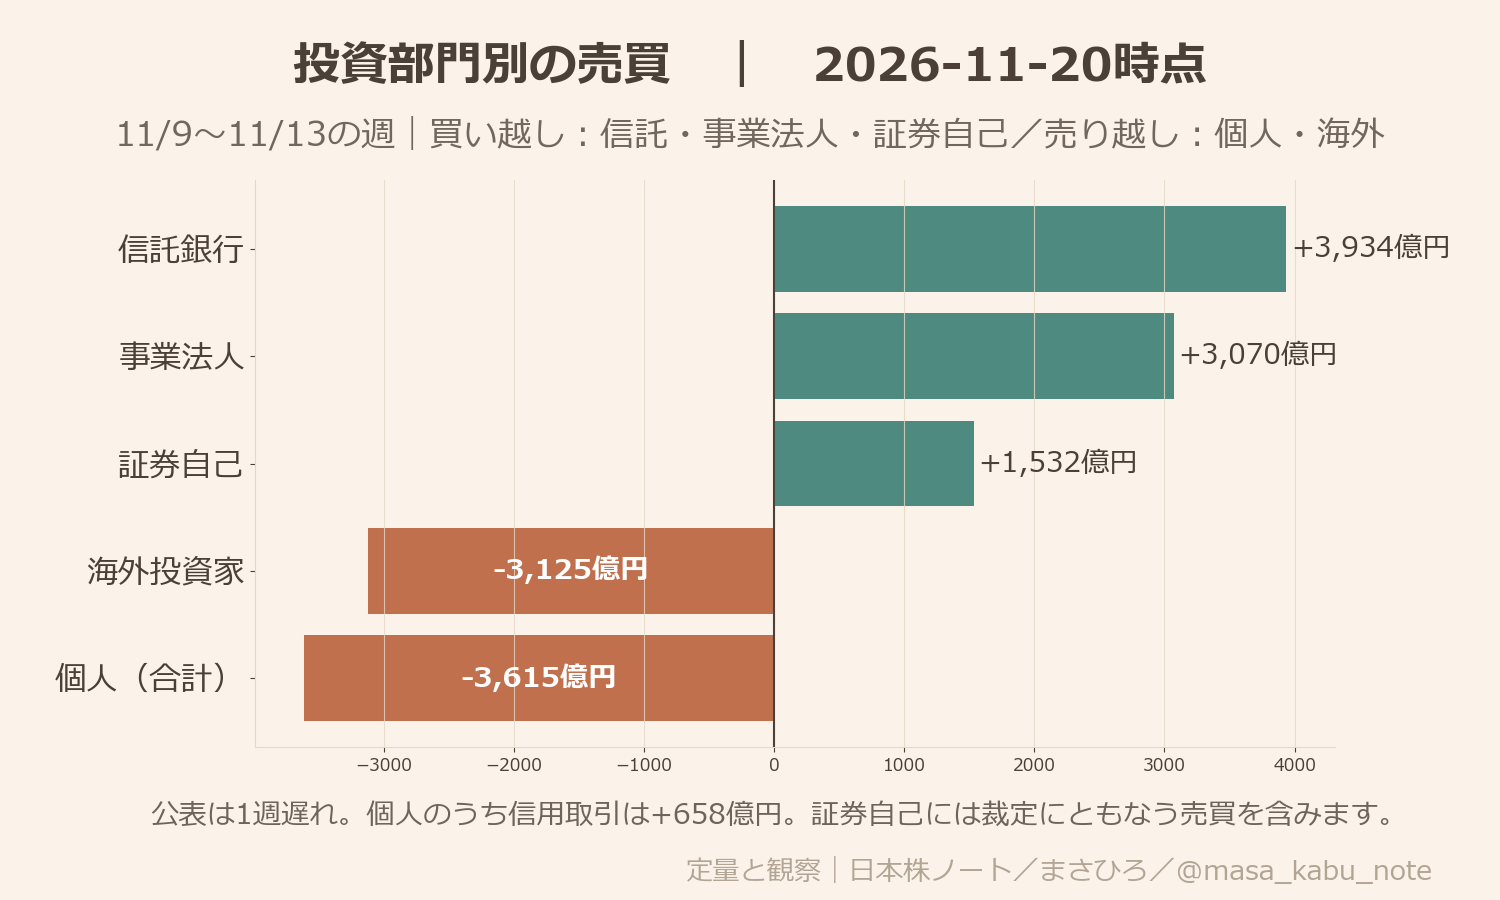 投資部門別の売買　｜　2026-11-20時点
11/9～11/13の週｜買い越し：信託・事業法人・証券自己／売り越し：個人・海外
信託銀行
+3,934億円
事業法人
+3,070億円
証券自己
+1,532億円
海外投資家
-3,125億円
個人（合計）
-3,615億円
−3000 −2000 −1000 0 1000 2000 3000 4000
公表は1週遅れ。個人のうち信用取引は+658億円。証券自己には裁定にともなう売買を含みます。
定量と観察｜日本株ノート／まさひろ／@masa_kabu_note